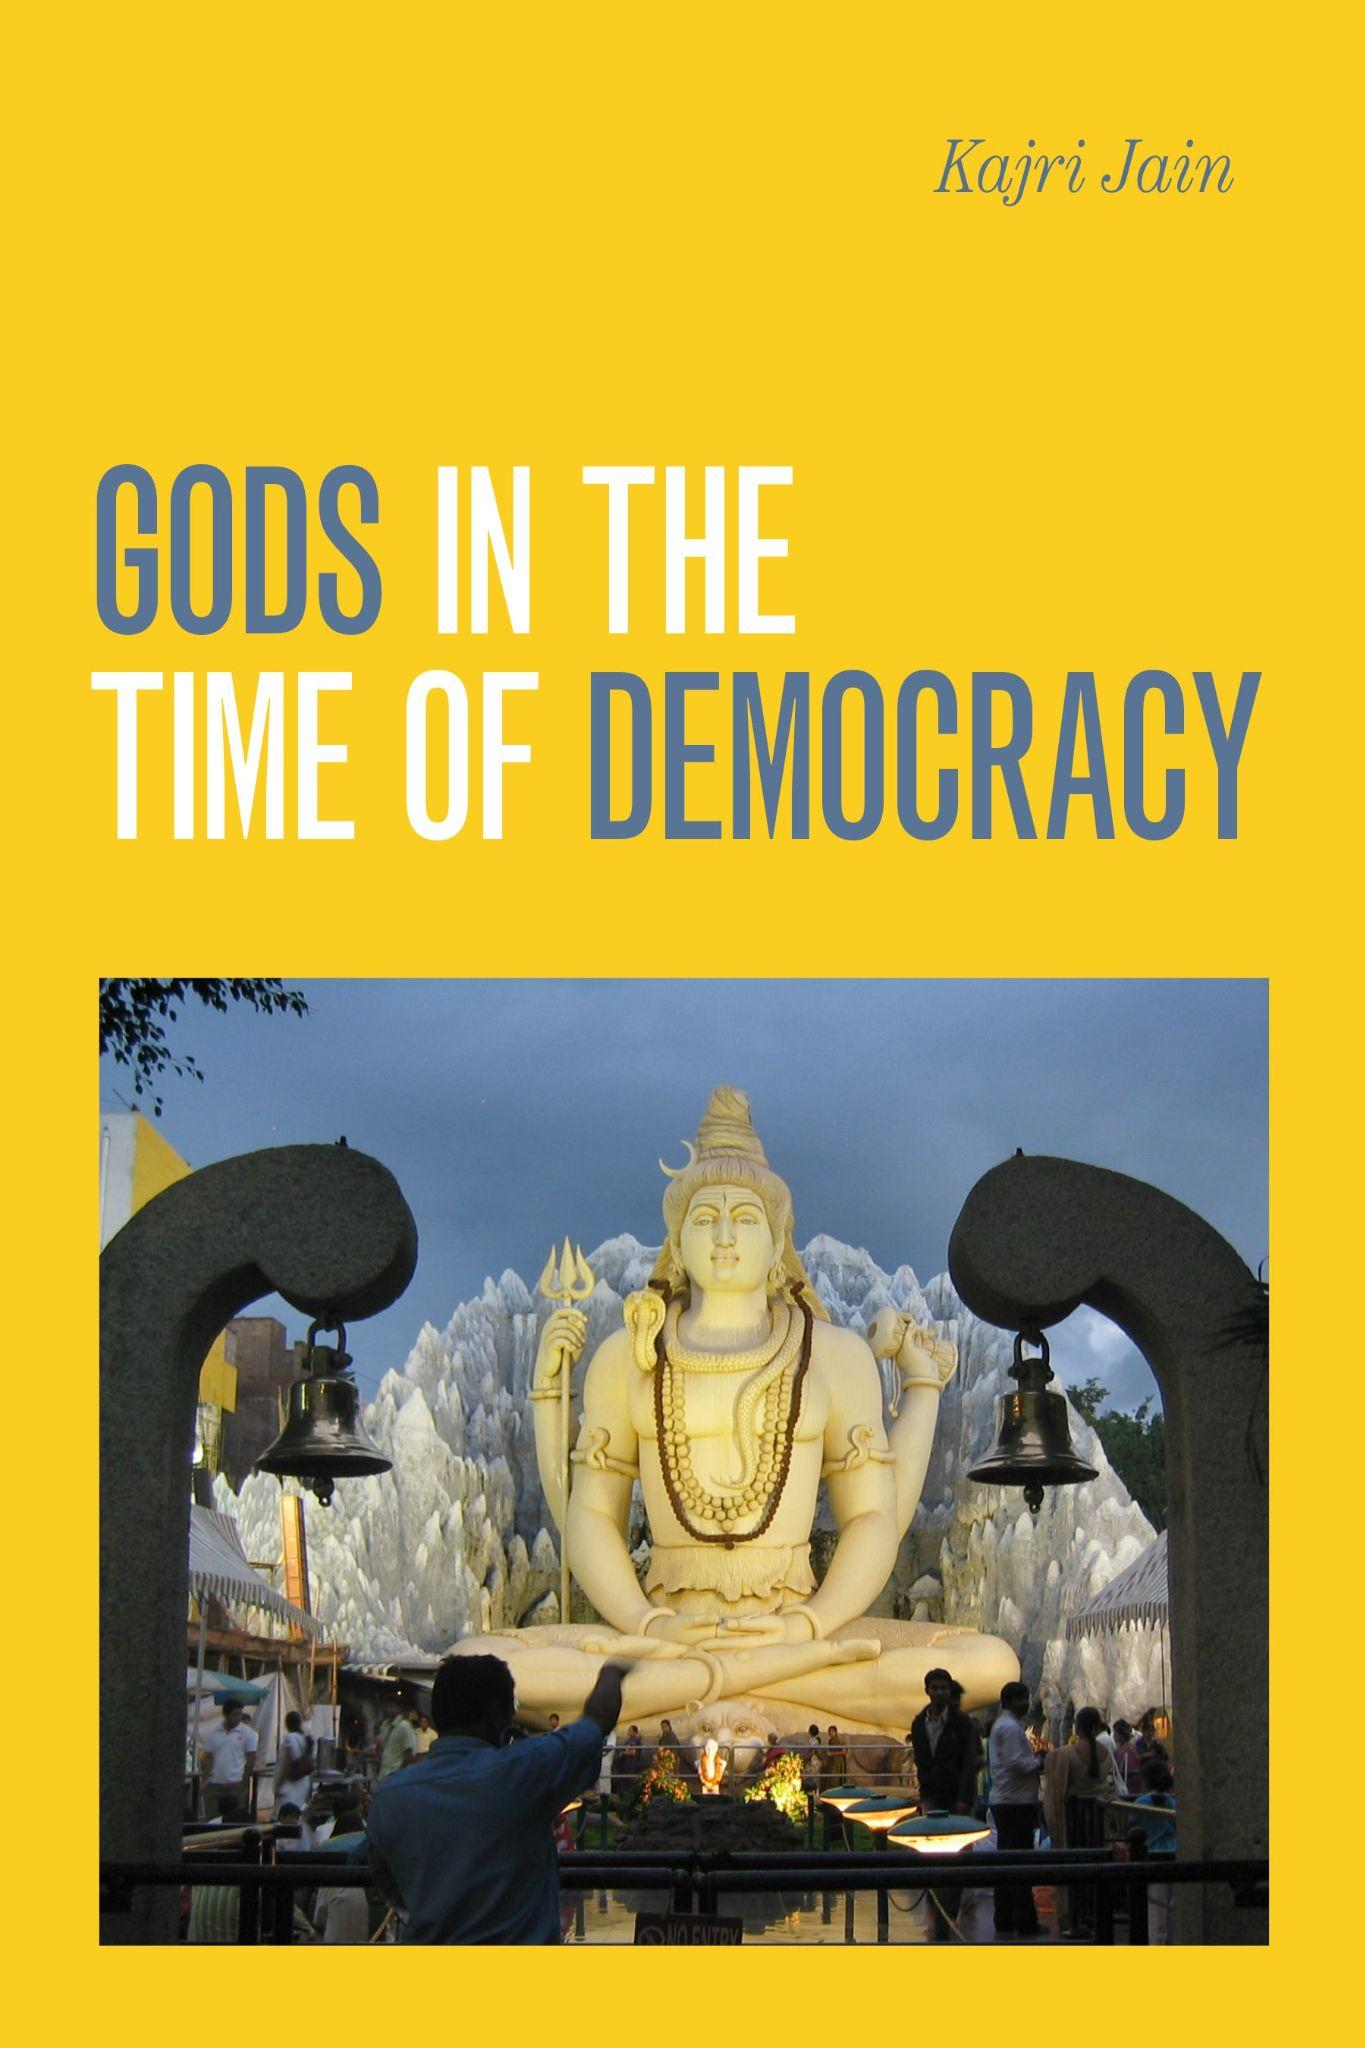 Kajri Jain
GODS IN THE
TIME OF DEMOCRACY
NO ENTRY